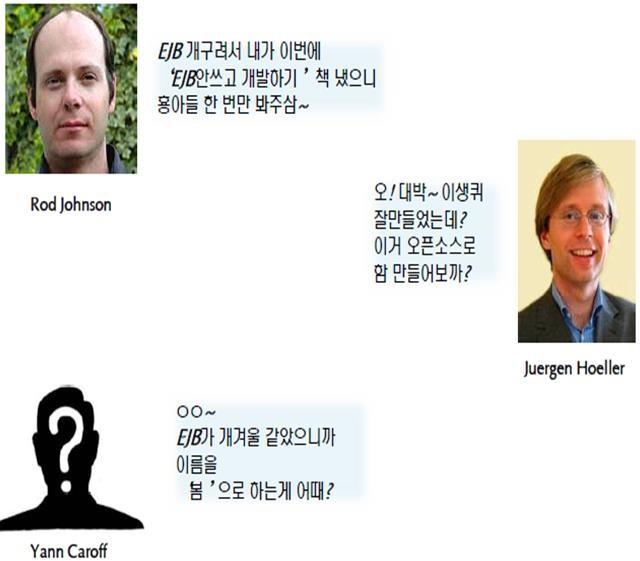 EJB 개구려서 내가 이번에
‘EJB안쓰고 개발하기 ’ 책 냈으니
횽아들 한 번만 봐주삼~
Rod Johnson
오! 대박~ 이생퀴
잘만들었는데?
이거 오픈소스로
함 만들어보까?
Juergen Hoeller
ㅇㅇ~
EJB가 개겨울 같았으니까
이름을
‘봄 ’으로 하는게 어때?
Yann Caroff